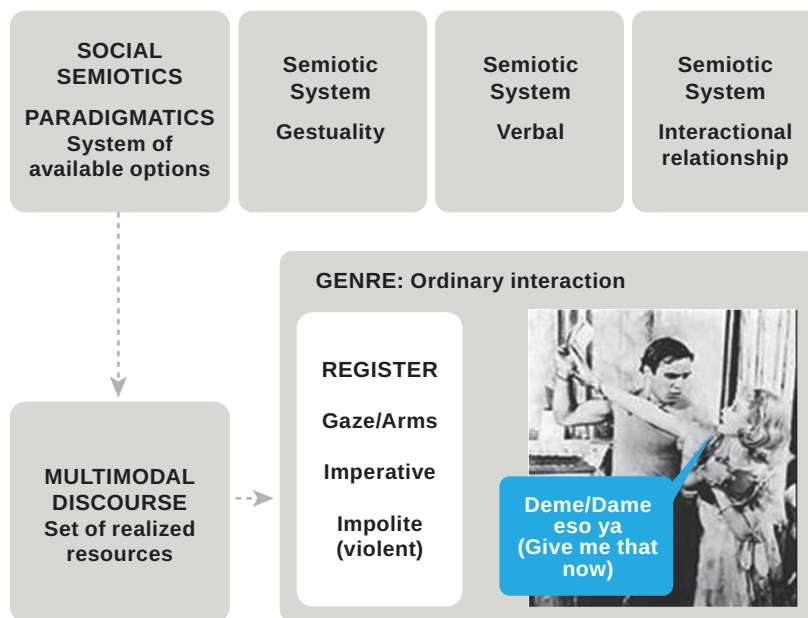 SOCIAL
SEMIOTICS
PARADIGMATICS
System of
available options
Semiotic
System
Gestuality
Semiotic
System
Verbal
Semiotic
System
Interactional
relationship
GENRE: Ordinary interaction
REGISTER
Gaze/Arms
Imperative
Impolite
(violent)
MULTIMODAL
DISCOURSE
Set of realized
resources
Deme/Dame
eso ya
(Give me that
now)